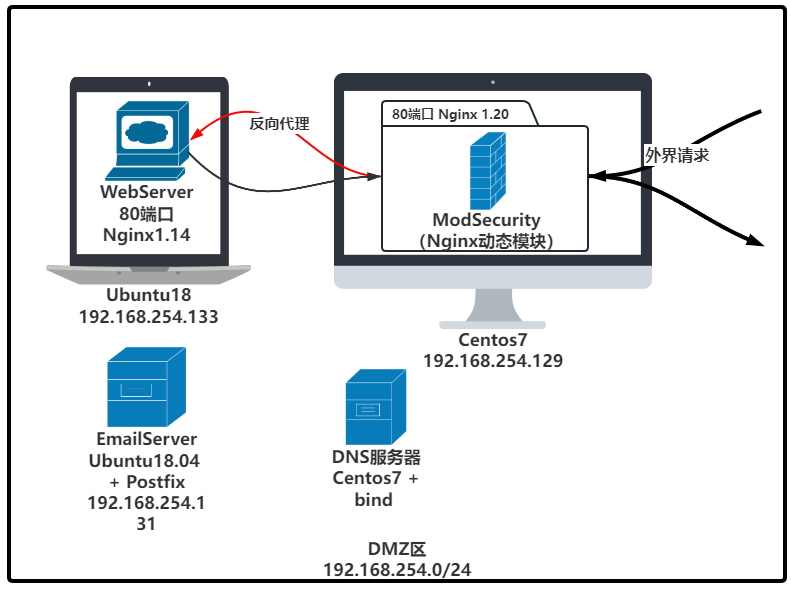 80端口 Nginx 1.20
反向代理
外界请求
WebServer
80端口
Nginx1.14
ModSecurity
（Nginx动态模块）
Ubuntu18
192.168.254.133
Centos7
192.168.254.129
EmailServer
Ubuntu18.04
+ Postfix
192.168.254.1
31
DNS服务器
Centos7 +
bind
DMZ区
192.168.254.0/24